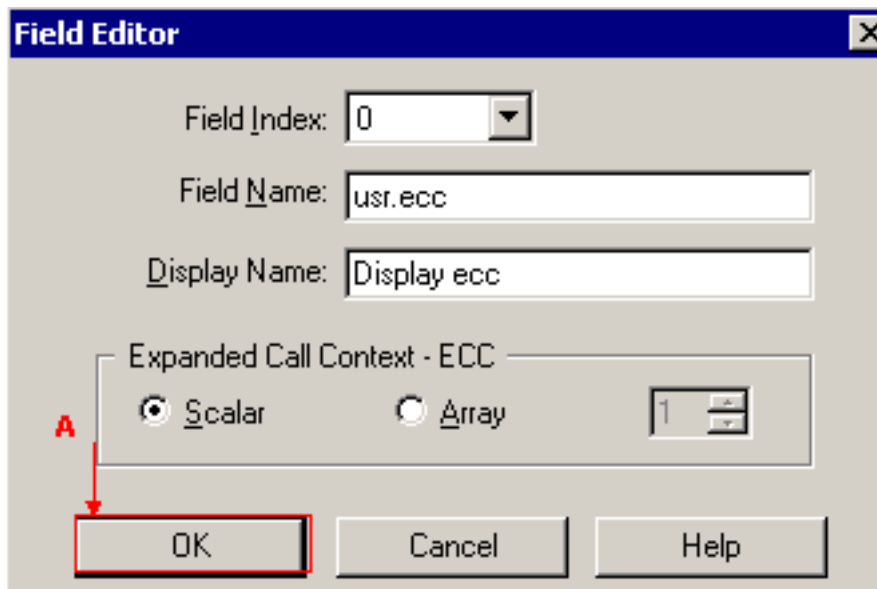 Field Editor
Field Index: 0
Field Name: usr.ecc
Display Name: Display ecc
Expanded Call Context - ECC
Scalar Array 1
A
OK Cancel Help